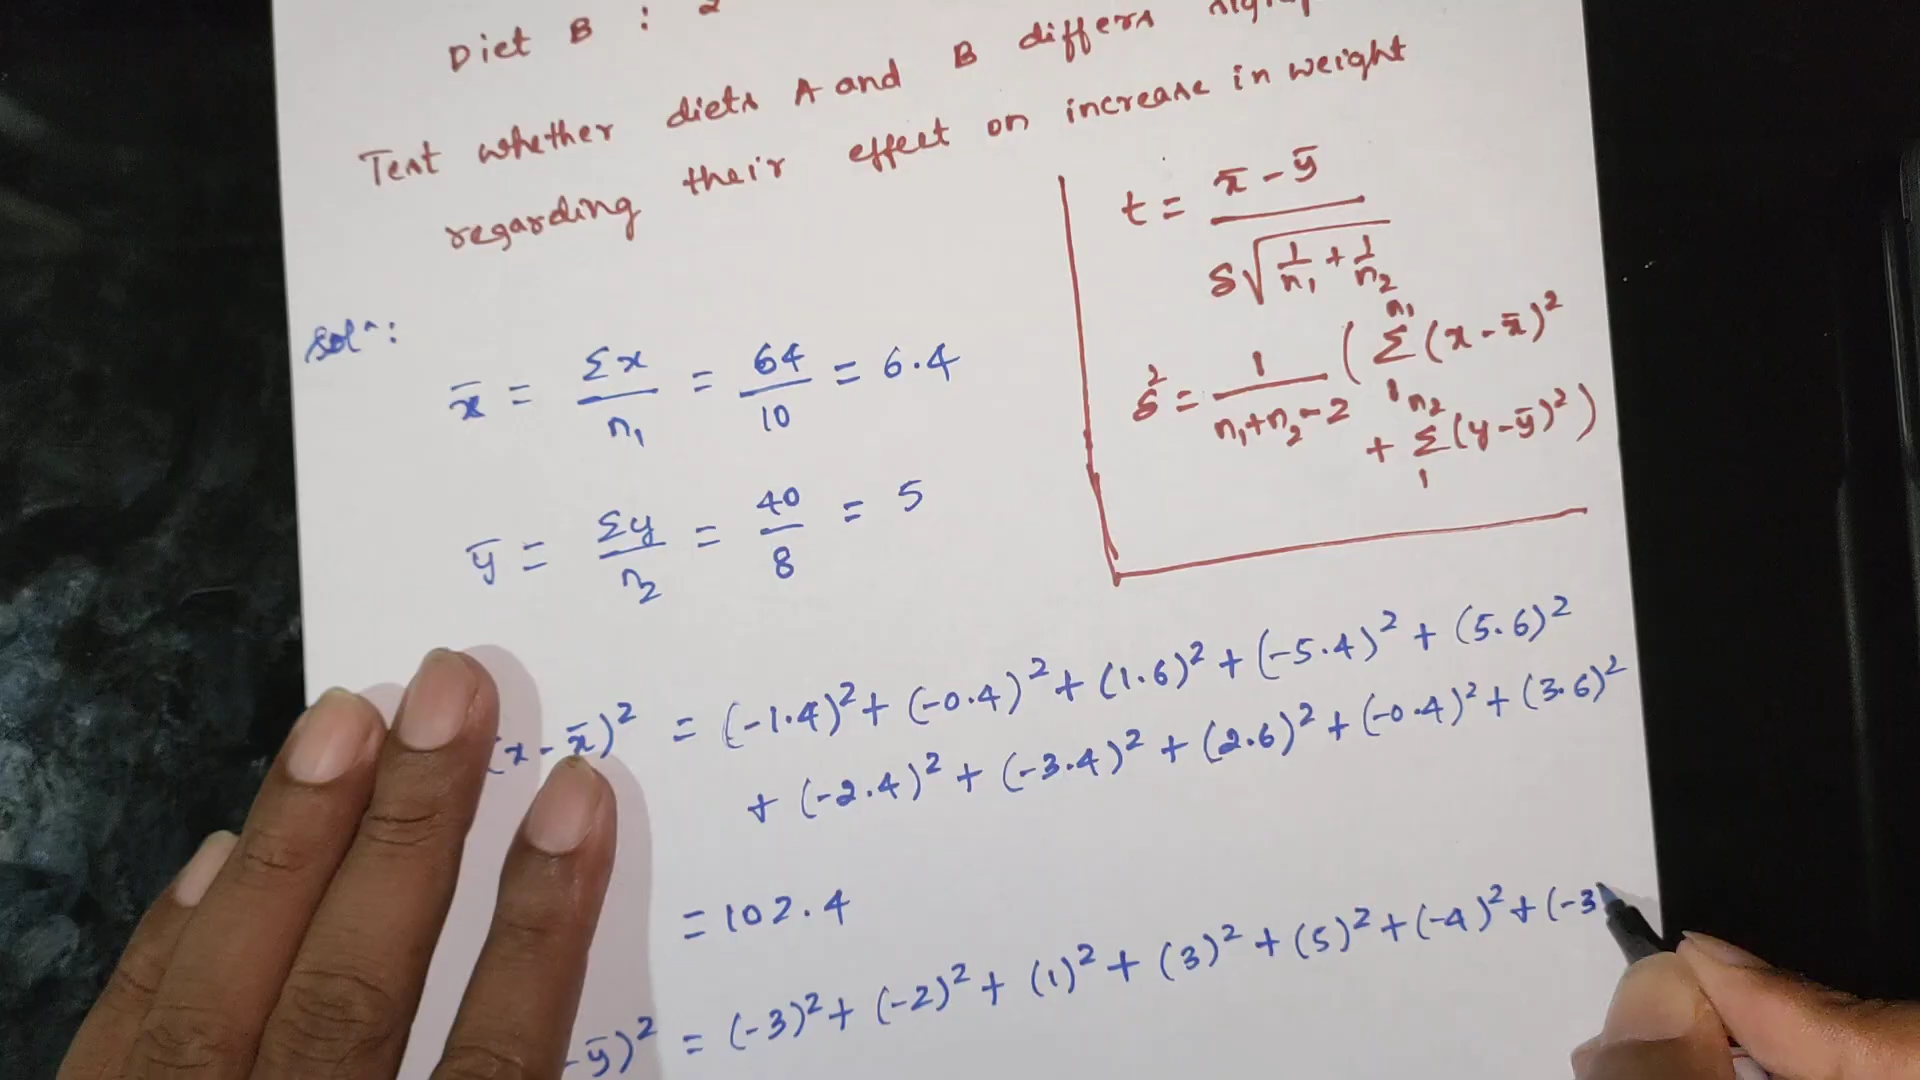 Diet B : 2
Test whether diets A and B differs
regarding their effect on increase in weight
t = x̄ - ȳ / S√(1/n₁ + 1/n₂)
S² = 1/(n₁+n₂-2) ( Σ₁ⁿ¹ (x - x̄)²
+ Σ₁ⁿ² (y - ȳ)² )
Solⁿ:
x̄ = Σx/n₁ = 64/10 = 6.4
ȳ = Σy/n₂ = 40/8 = 5
(x - x̄)² = (-1.4)² + (-0.4)² + (1.6)² + (-5.4)² + (5.6)²
+ (-2.4)² + (-3.4)² + (2.6)² + (-0.4)² + (3.6)²
= 102.4
- ȳ)² = (-3)² + (-2)² + (1)² + (3)² + (5)² + (-4)² + (-3